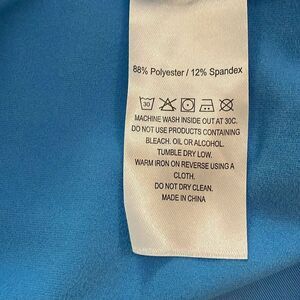 88% Polyester / 12% Spandex
30
MACHINE WASH INSIDE OUT AT 30C.
DO NOT USE PRODUCTS CONTAINING
BLEACH. OIL OR ALCOHOL.
TUMBLE DRY LOW.
WARM IRON ON REVERSE USING A
CLOTH.
DO NOT DRY CLEAN.
MADE IN CHINA